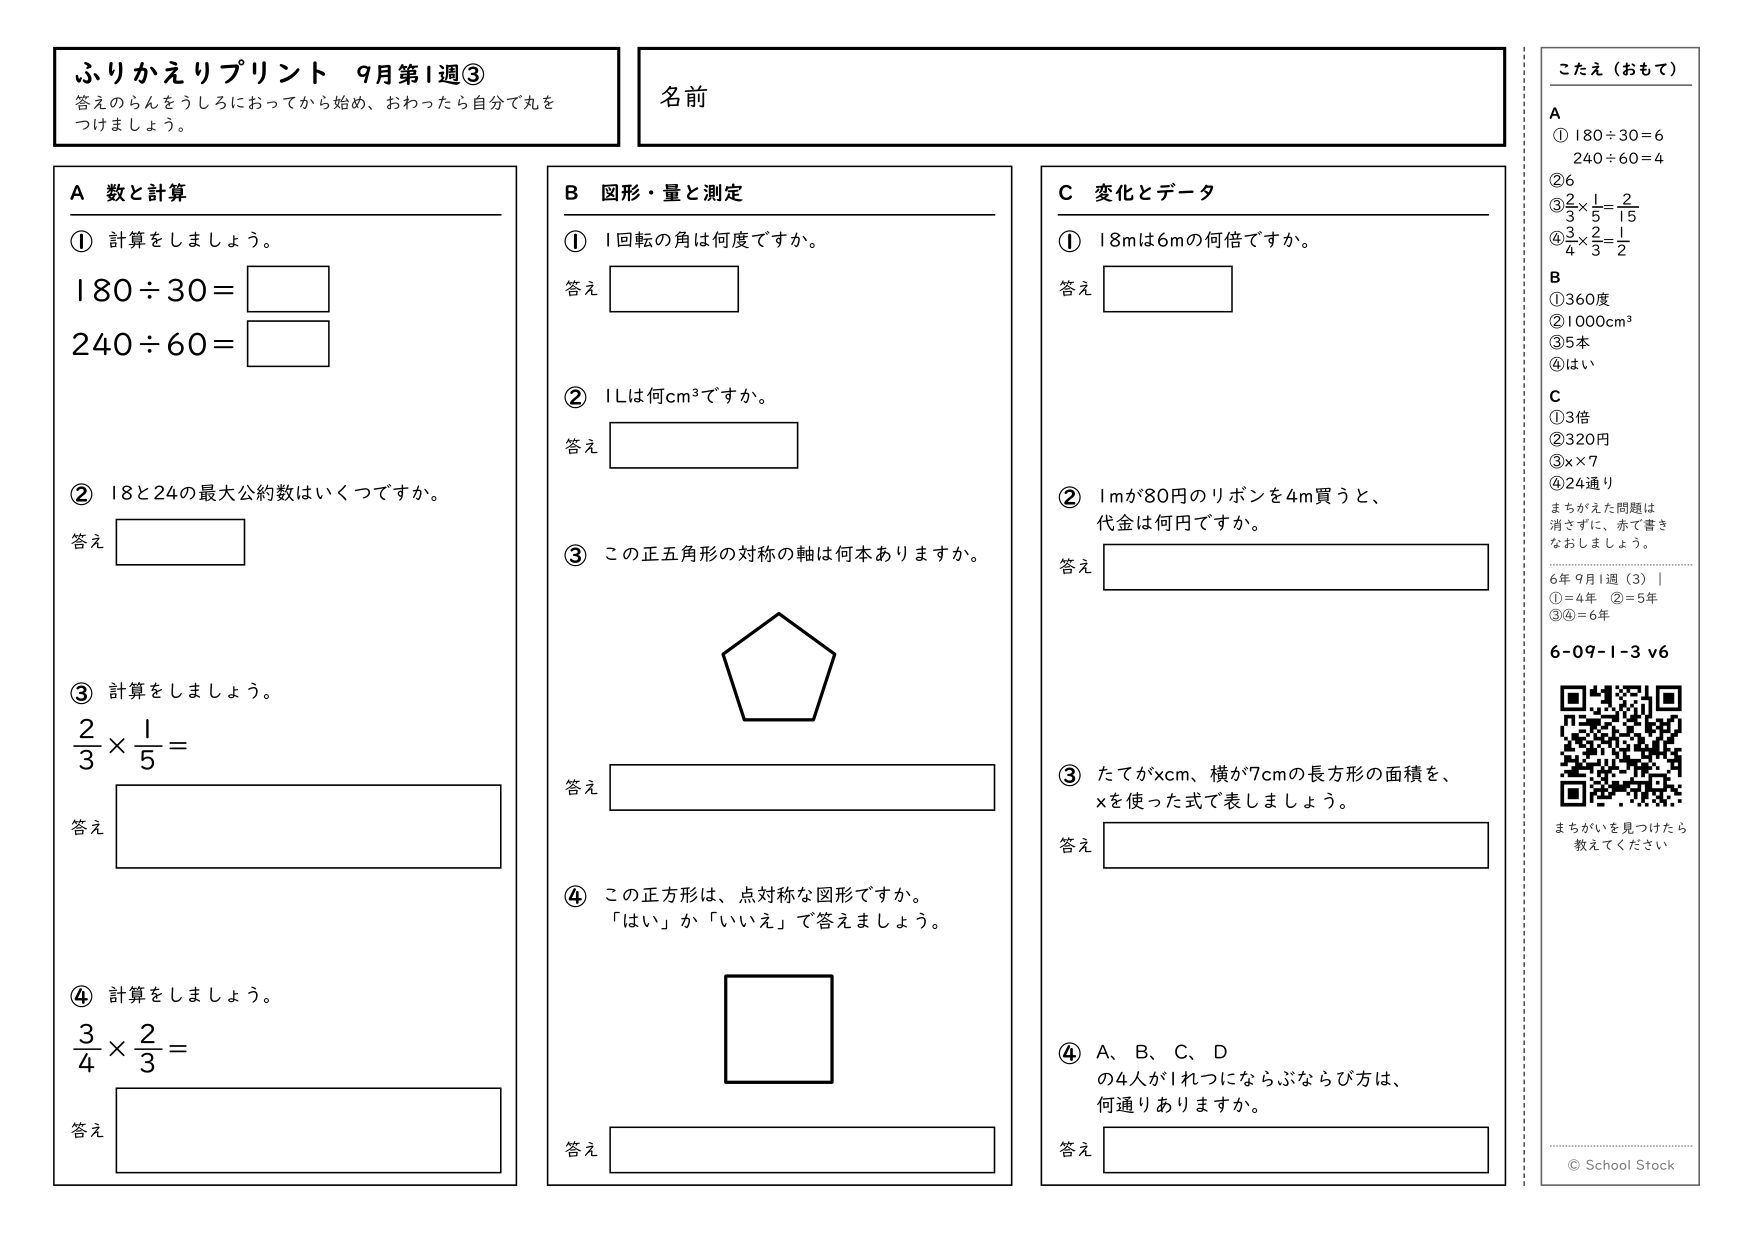 ふりかえりプリント　9月第1週③
答えのらんをうしろにおってから始め、おわったら自分で丸を
つけましょう。
名前
A　数と計算
① 計算をしましょう。
180÷30＝
240÷60＝
② 18と24の最大公約数はいくつですか。
答え
③ 計算をしましょう。
2/3 × 1/5 ＝
答え
④ 計算をしましょう。
3/4 × 2/3 ＝
答え
B　図形・量と測定
① 1回転の角は何度ですか。
答え
② 1Lは何cm³ですか。
答え
③ この正五角形の対称の軸は何本ありますか。
答え
④ この正方形は、点対称な図形ですか。
「はい」か「いいえ」で答えましょう。
答え
C　変化とデータ
① 18mは6mの何倍ですか。
答え
② 1mが80円のリボンを4m買うと、
代金は何円ですか。
答え
③ たてがxcm、横が7cmの長方形の面積を、
xを使った式で表しましょう。
答え
④ A、 B、 C、 D
の4人が1れつにならぶならび方は、
何通りありますか。
答え
こたえ（おもて）
A
① 180÷30＝6
240÷60＝4
②6
③2/3×1/5＝2/15
④3/4×2/3＝1/2
B
①360度
②1000cm³
③5本
④はい
C
①3倍
②320円
③x×7
④24通り
まちがえた問題は
消さずに、赤で書き
なおしましょう。
6年 9月1週（3）｜
①＝4年　②＝5年
③④＝6年
6-09-1-3 v6
まちがいを見つけたら
教えてください
© School Stock